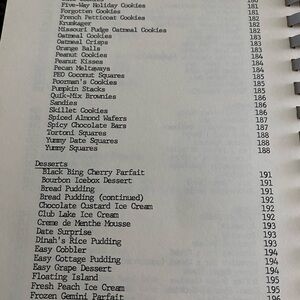 Five-Way Holiday Cookies 181
Forgotten Cookies 181
French Petticoat Cookies 182
Krumkager 182
Missouri Fudge Oatmeal Cookies 182
Oatmeal Cookies 183
Oatmeal Crisps 183
Orange Balls 183
Peanut Cookies 184
Peanut Kisses 184
Pecan Meltaways 184
PEO Coconut Squares 185
Poorman's Cookies 185
Pumpkin Stacks 185
Quik-Mix Brownies 186
Sandies 186
Skillet Cookies 186
Spiced Almond Wafers 187
Spicy Chocolate Bars 187
Tortoni Squares 188
Yummy Date Squares 188
Yummy Squares 188
Desserts
Black Bing Cherry Parfait 191
Bourbon Icebox Dessert 191
Bread Pudding 191
Bread Pudding (continued) 192
Chocolate Custard Ice Cream 192
Club Lake Ice Cream 192
Creme de Menthe Mousse 193
Date Surprise 193
Dinah's Rice Pudding 193
Easy Cobbler 194
Easy Cottage Pudding 194
Easy Grape Dessert 194
Floating Island 195
Fresh Peach Ice Cream 195
Frozen Gemini Parfait 196